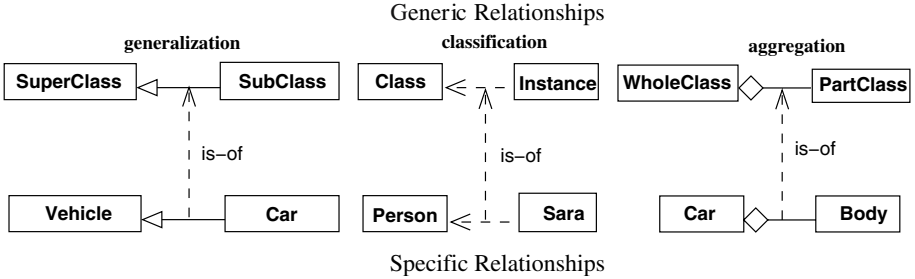 Generic Relationships
generalization
classification
aggregation
SuperClass
SubClass
Class
Instance
WholeClass
PartClass
is-of
is-of
is-of
Vehicle
Car
Person
Sara
Car
Body
Specific Relationships